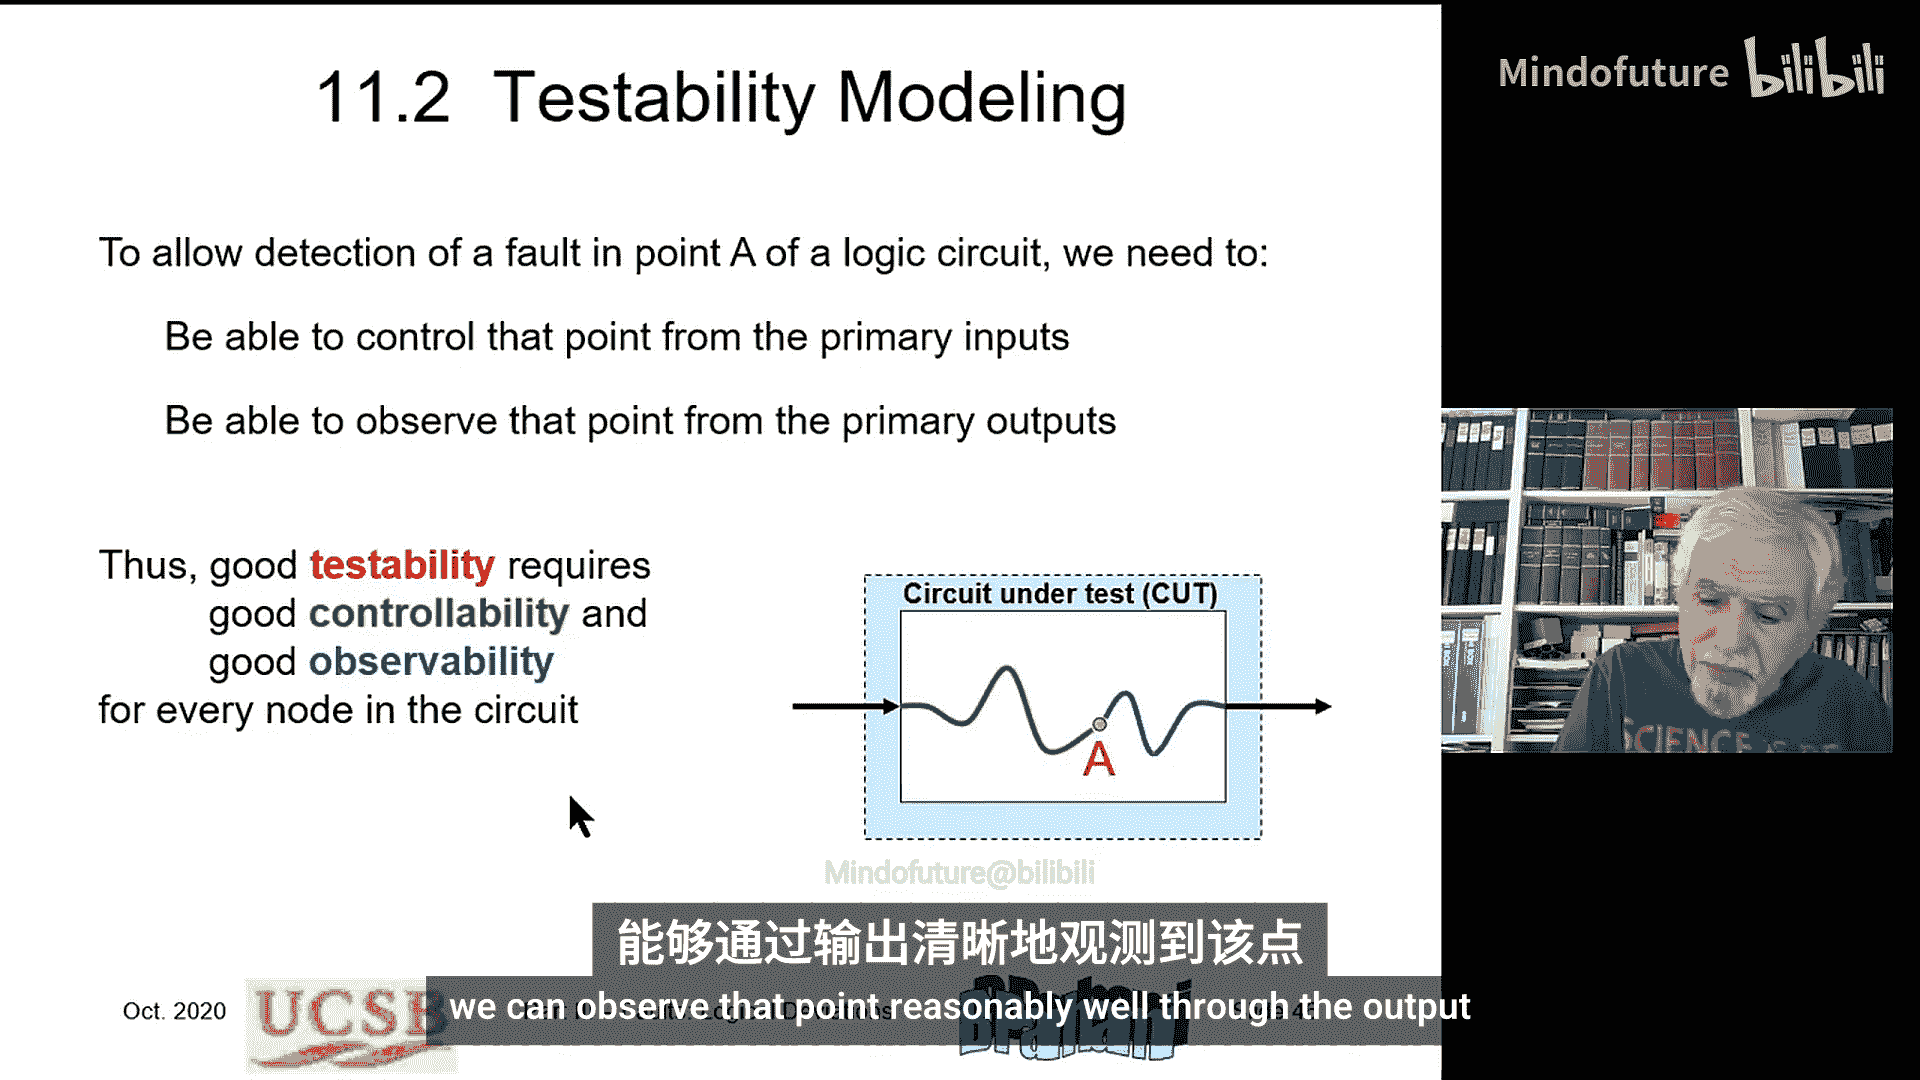 11.2 Testability Modeling
Mindofuture bilibili
To allow detection of a fault in point A of a logic circuit, we need to:
Be able to control that point from the primary inputs
Be able to observe that point from the primary outputs
Thus, good testability requires
good controllability and
good observability
for every node in the circuit
Circuit under test (CUT)
A
SCIENCE
Mindofuture@bilibili
能够通过输出清晰地观测到该点
we can observe that point reasonably well through the output
Oct. 2020
UCSB
B. Parhami